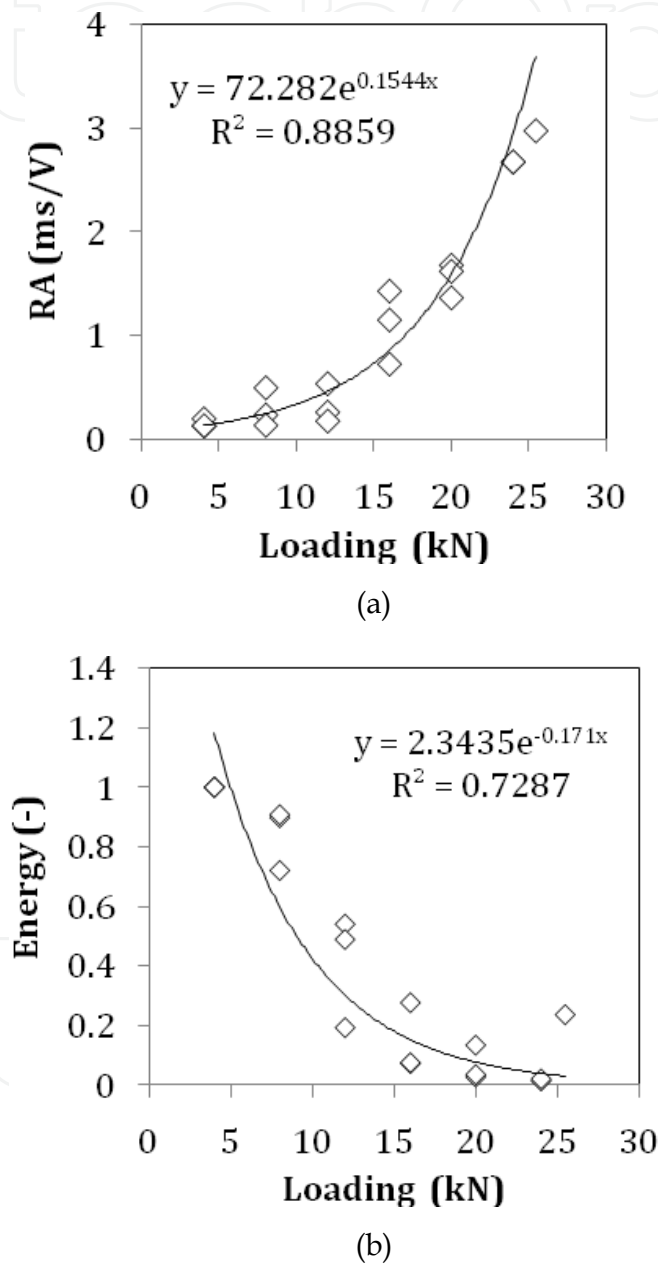 4
y = 72.282e^0.1544x
R² = 0.8859
3
2
1
0
RA (ms/V)
0 5 10 15 20 25 30
Loading (kN)
(a)
1.4
1.2
y = 2.3435e^-0.171x
R² = 0.7287
1
0.8
0.6
0.4
0.2
0
Energy (-)
0 5 10 15 20 25 30
Loading (kN)
(b)